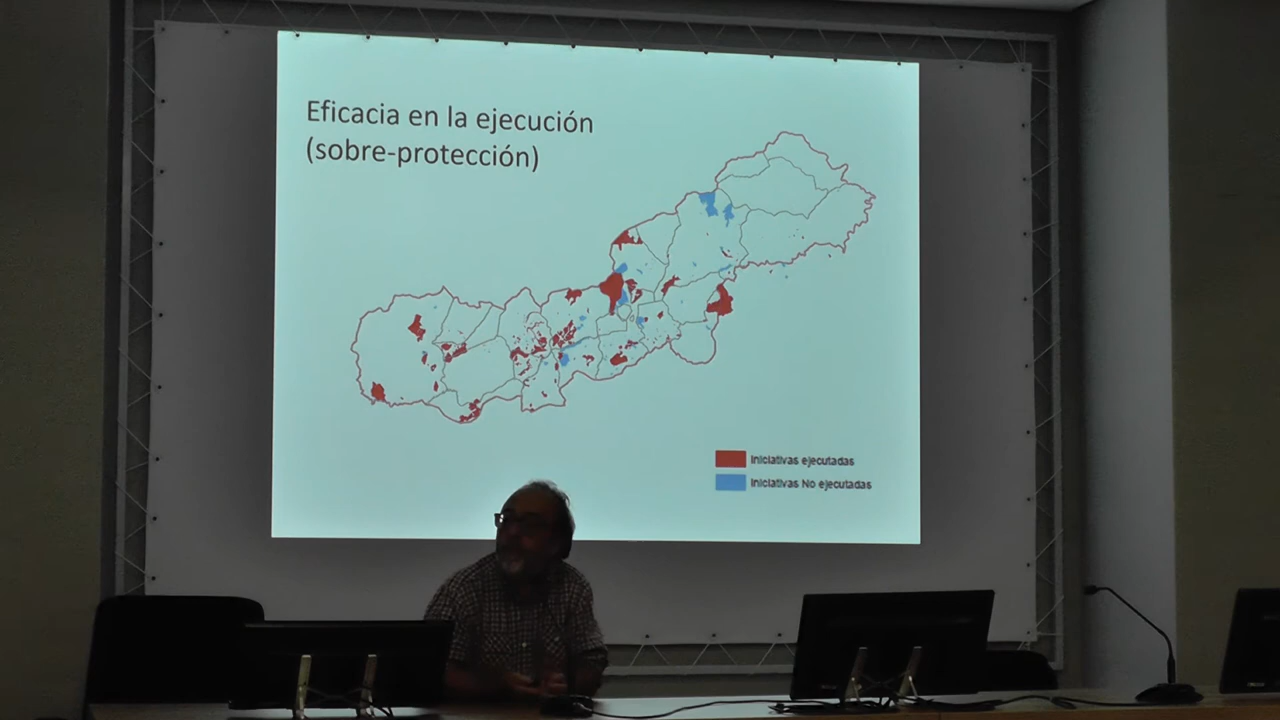 Eficacia en la ejecución
(sobre-protección)
Iniciativas ejecutadas
Iniciativas No ejecutadas